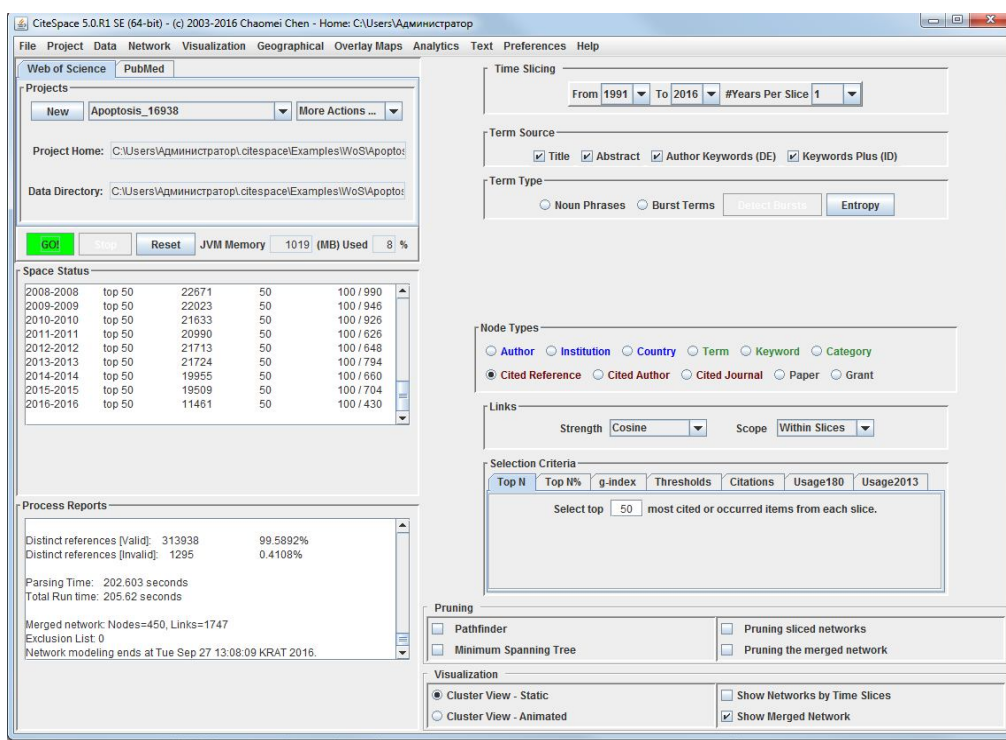 CiteSpace 5.0.R1 SE (64-bit) - (c) 2003-2016 Chaomei Chen - Home: C:\Users\Администратор
File Project Data Network Visualization Geographical Overlay Maps Analytics Text Preferences Help
Web of Science PubMed
Projects
New Apoptosis_16938 More Actions ...
Project Home: C:\Users\Администратор\.citespace\Examples\WoS\Apoptos
Data Directory: C:\Users\Администратор\.citespace\Examples\WoS\Apoptos
GO! Stop Reset JVM Memory 1019 (MB) Used 8 %
Space Status
2008-2008 top 50 22671 50 100 / 990
2009-2009 top 50 22023 50 100 / 946
2010-2010 top 50 21633 50 100 / 926
2011-2011 top 50 20990 50 100 / 626
2012-2012 top 50 21713 50 100 / 648
2013-2013 top 50 21724 50 100 / 794
2014-2014 top 50 19955 50 100 / 660
2015-2015 top 50 19509 50 100 / 704
2016-2016 top 50 11461 50 100 / 430
Process Reports
Distinct references [Valid]: 313938 99.5892%
Distinct references [Invalid]: 1295 0.4108%
Parsing Time: 202.603 seconds
Total Run time: 205.62 seconds
Merged network: Nodes=450, Links=1747
Exclusion List: 0
Network modeling ends at Tue Sep 27 13:08:09 KRAT 2016.
Time Slicing
From 1991 To 2016 #Years Per Slice 1
Term Source
Title Abstract Author Keywords (DE) Keywords Plus (ID)
Term Type
Noun Phrases Burst Terms Detect Bursts Entropy
Node Types
Author Institution Country Term Keyword Category
Cited Reference Cited Author Cited Journal Paper Grant
Links
Strength Cosine Scope Within Slices
Selection Criteria
Top N Top N% g-index Thresholds Citations Usage180 Usage2013
Select top 50 most cited or occurred items from each slice.
Pruning
Pathfinder Pruning sliced networks
Minimum Spanning Tree Pruning the merged network
Visualization
Cluster View - Static Show Networks by Time Slices
Cluster View - Animated Show Merged Network